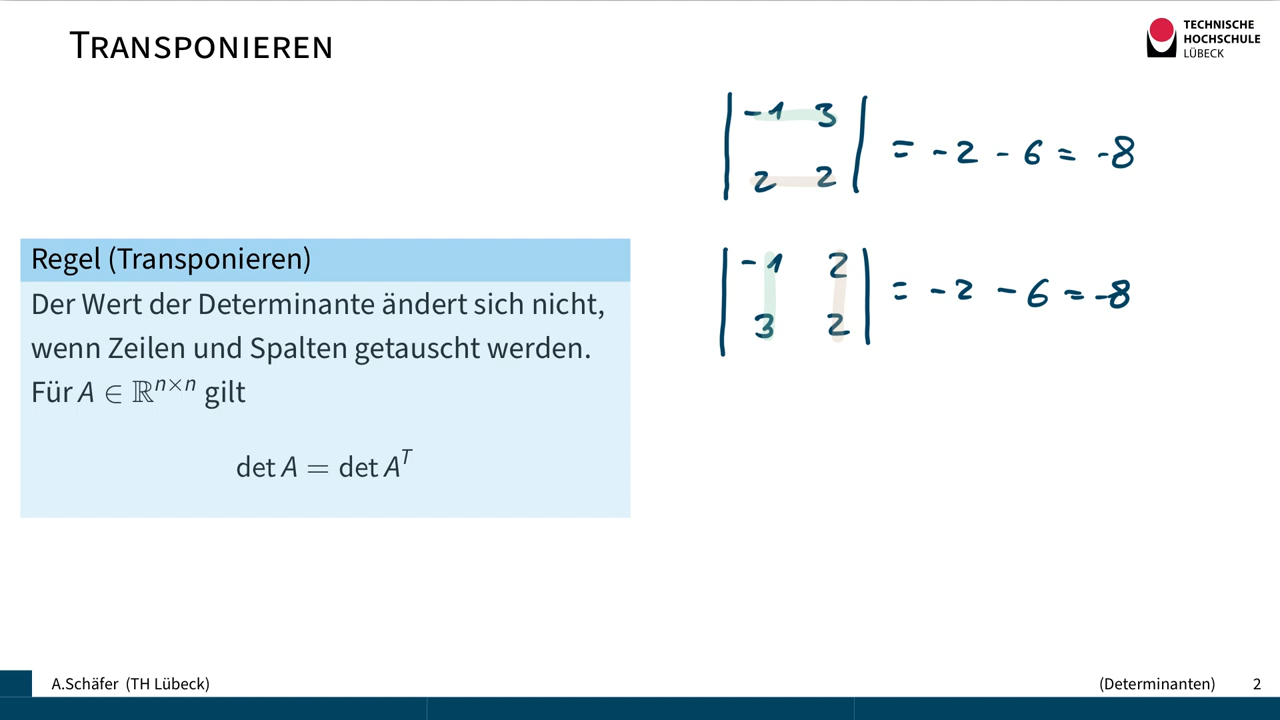 TRANSPONIEREN
TECHNISCHE
HOCHSCHULE
LÜBECK
| -1 3 |
| 2 2 | = -2 - 6 = -8
| -1 2 |
| 3 2 | = -2 - 6 = -8
Regel (Transponieren)
Der Wert der Determinante ändert sich nicht,
wenn Zeilen und Spalten getauscht werden.
Für A ∈ ℝⁿˣⁿ gilt
det A = det Aᵀ
A.Schäfer (TH Lübeck)
(Determinanten) 2